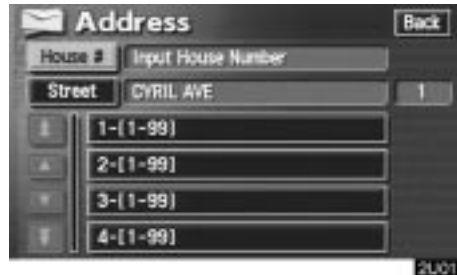 Address Back
House # Input House Number
Street CYRIL AVE 1
1-[1-99]
2-[1-99]
3-[1-99]
4-[1-99]
2U01